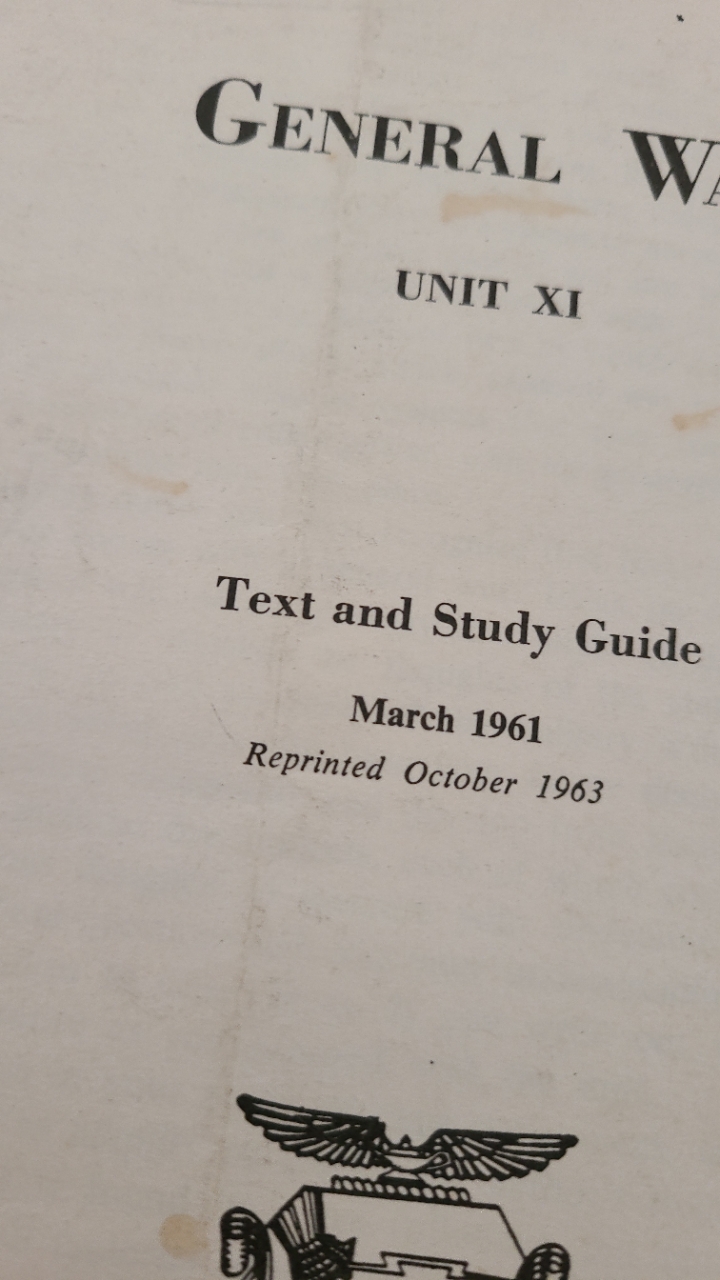 GENERAL
UNIT XI
Text and Study Guide
March 1961
Reprinted October 1963